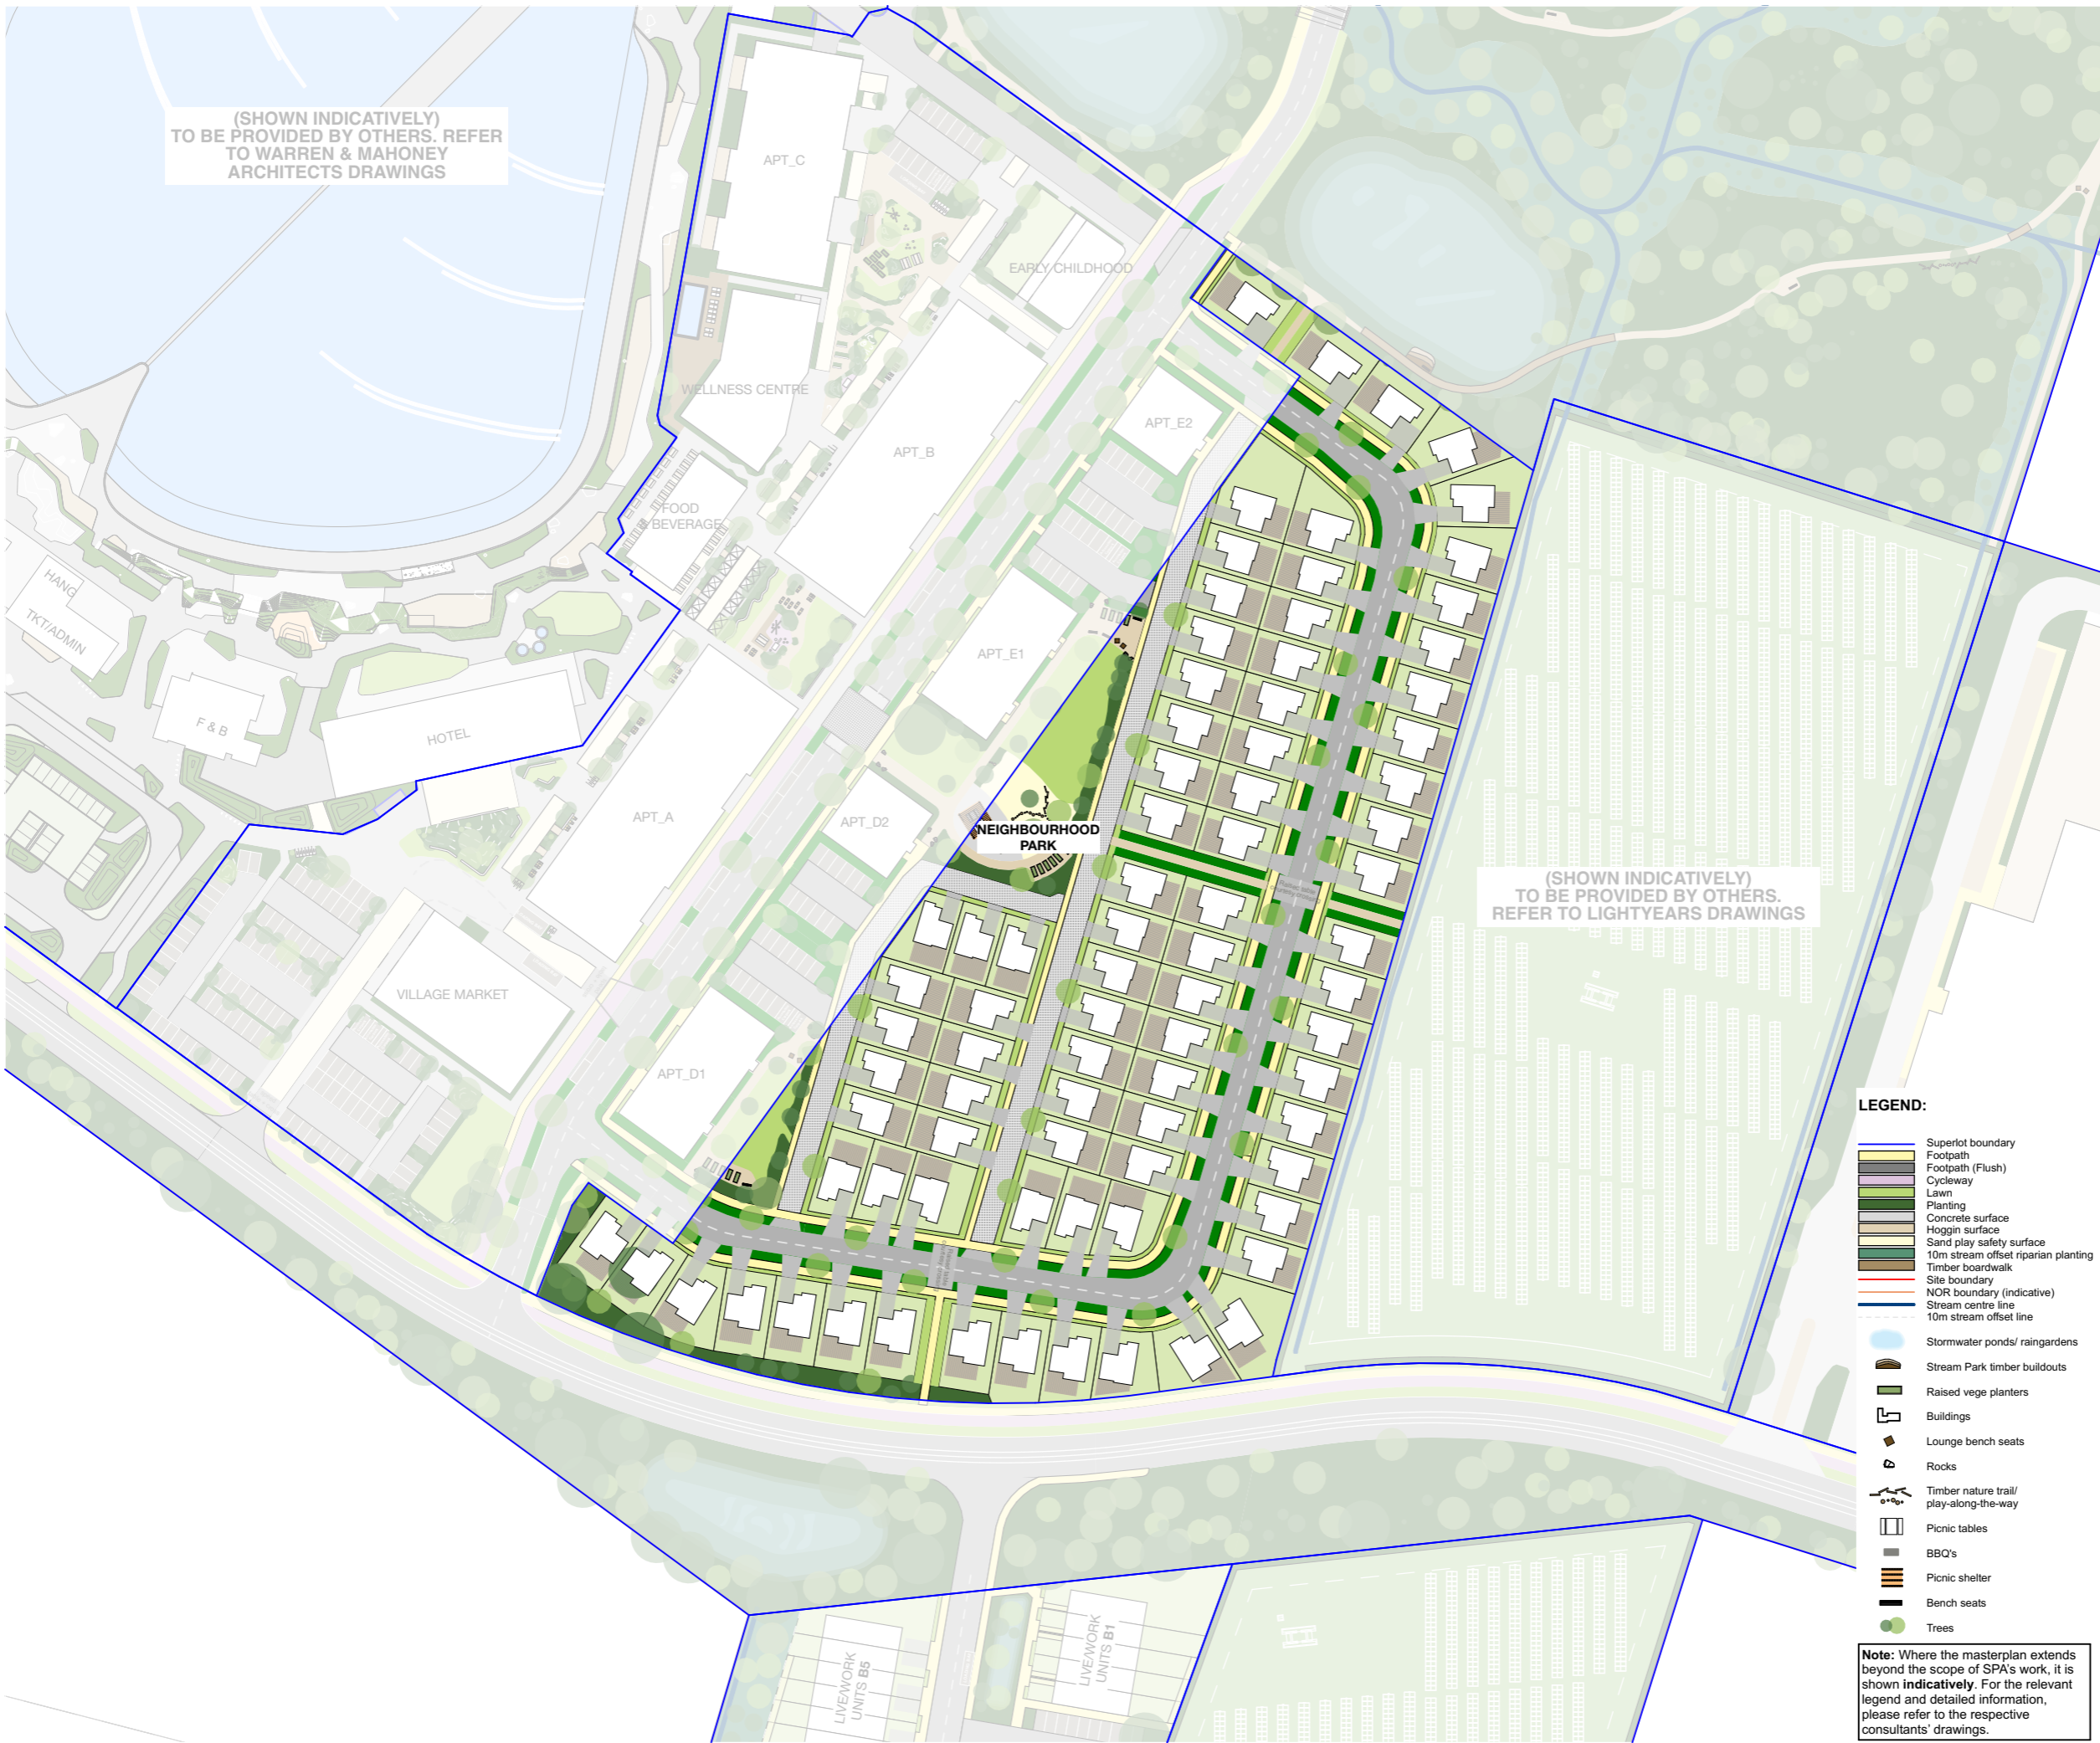 (SHOWN INDICATIVELY)
TO BE PROVIDED BY OTHERS. REFER
TO WARREN & MAHONEY
ARCHITECTS DRAWINGS
APT_C
EARLY CHILDHOOD
WELLNESS CENTRE
APT_B
APT_E2
FOOD
& BEVERAGE
HANG
TKT/ADMIN
F & B
HOTEL
APT_E1
APT_A
APT_D2
NEIGHBOURHOOD
PARK
(SHOWN INDICATIVELY)
TO BE PROVIDED BY OTHERS.
REFER TO LIGHTYEARS DRAWINGS
VILLAGE MARKET
APT_D1
LIVE/WORK
UNITS B5
LIVE/WORK
UNITS B1
LEGEND:
Superlot boundary
Footpath
Footpath (Flush)
Cycleway
Lawn
Planting
Concrete surface
Hoggin surface
Sand play safety surface
10m stream offset riparian planting
Timber boardwalk
Site boundary
NOR boundary (indicative)
Stream centre line
10m stream offset line
Stormwater ponds/ raingardens
Stream Park timber buildouts
Raised vege planters
Buildings
Lounge bench seats
Rocks
Timber nature trail/
play-along-the-way
Picnic tables
BBQ's
Picnic shelter
Bench seats
Trees
Note: Where the masterplan extends
beyond the scope of SPA's work, it is
shown indicatively. For the relevant
legend and detailed information,
please refer to the respective
consultants' drawings.